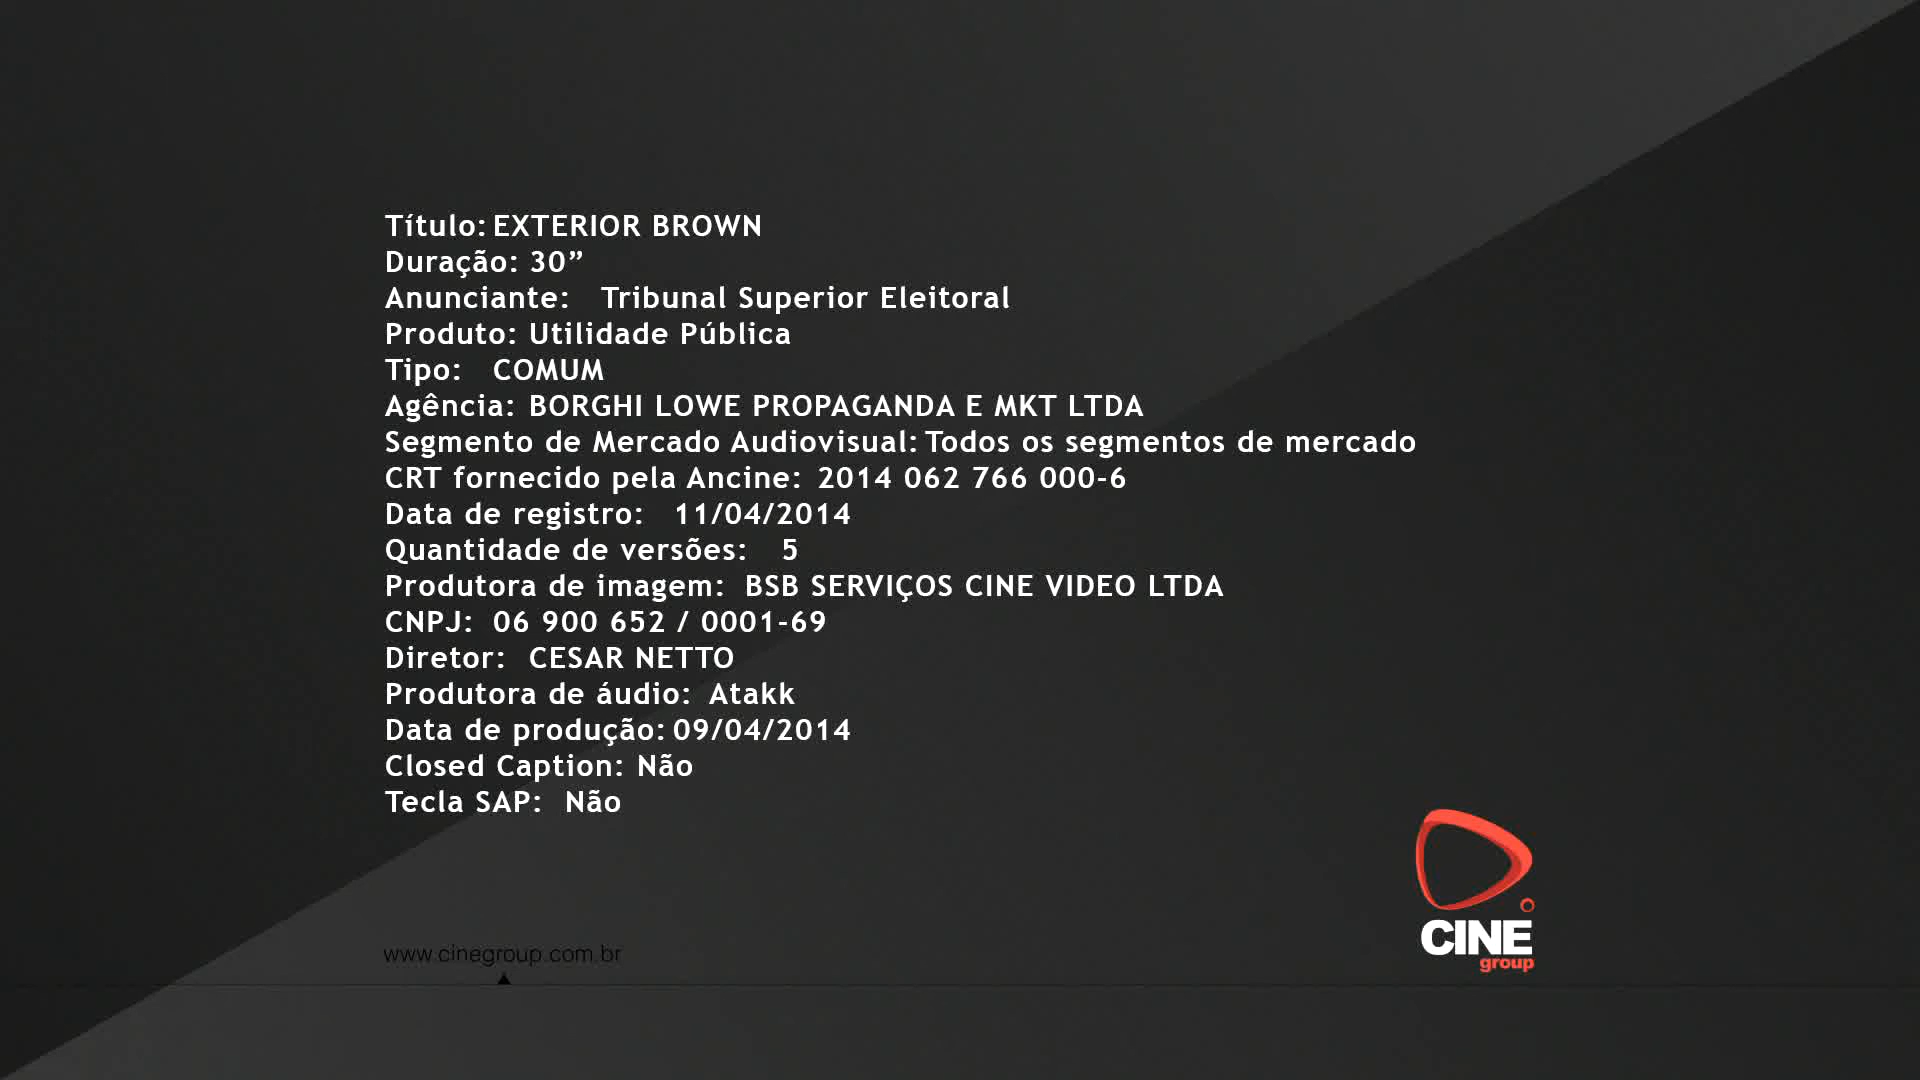 Título: EXTERIOR BROWN
Duração: 30”
Anunciante: Tribunal Superior Eleitoral
Produto: Utilidade Pública
Tipo: COMUM
Agência: BORGHI LOWE PROPAGANDA E MKT LTDA
Segmento de Mercado Audiovisual: Todos os segmentos de mercado
CRT fornecido pela Ancine: 2014 062 766 000-6
Data de registro: 11/04/2014
Quantidade de versões: 5
Produtora de imagem: BSB SERVIÇOS CINE VIDEO LTDA
CNPJ: 06 900 652 / 0001-69
Diretor: CESAR NETTO
Produtora de áudio: Atakk
Data de produção: 09/04/2014
Closed Caption: Não
Tecla SAP: Não
www.cinegroup.com.br
CINE
group